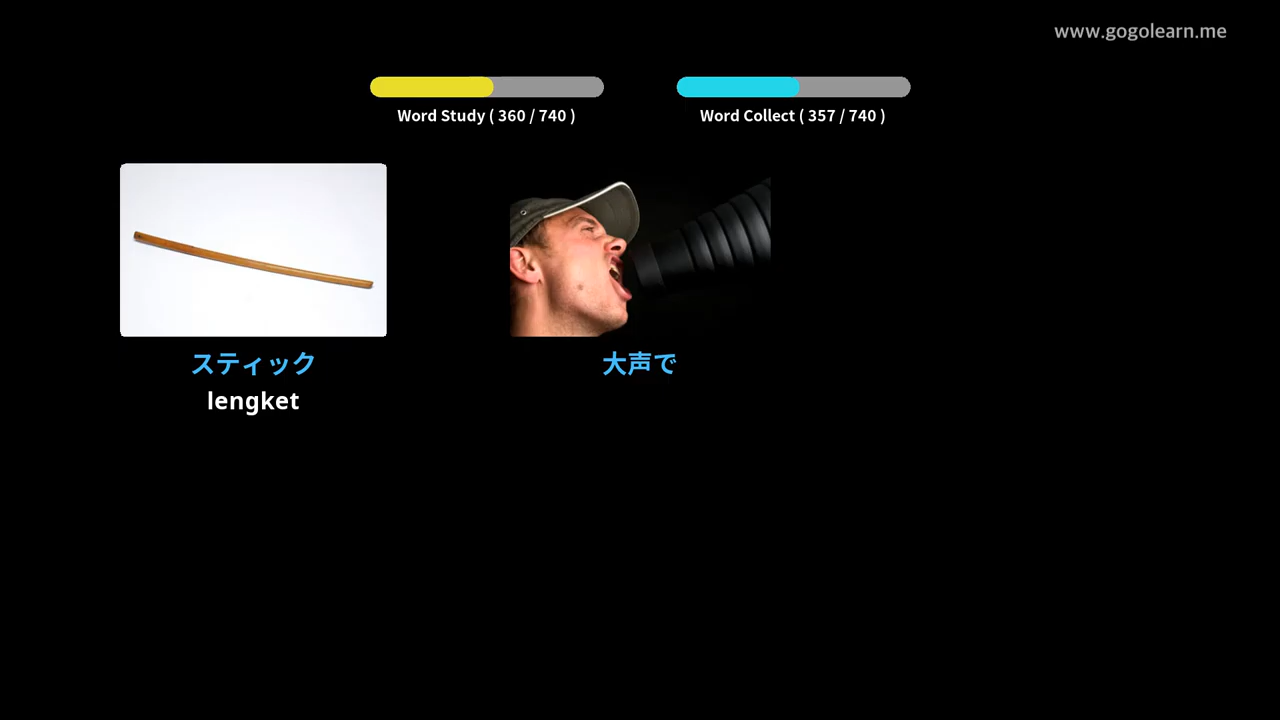 www.gogolearn.me
Word Study ( 360 / 740 )
Word Collect ( 357 / 740 )
スティック
lengket
大声で